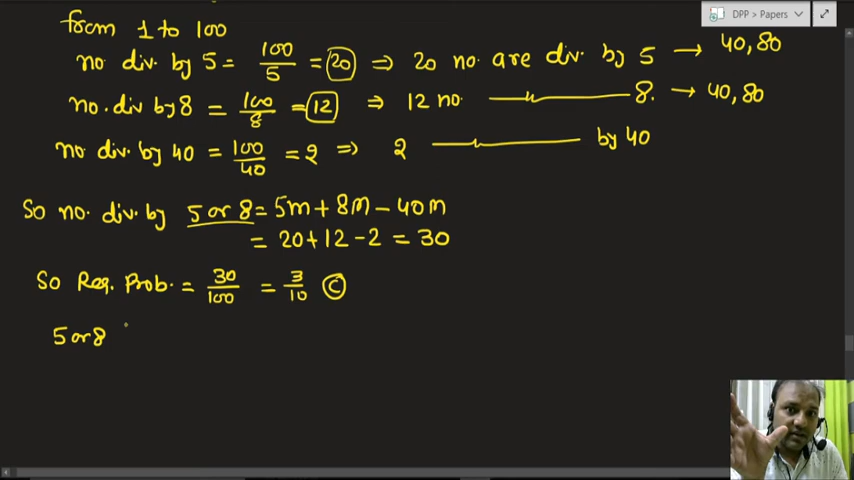 DPP > Papers
from 1 to 100
no div. by 5 = 100/5 = 20 ⇒ 20 no. are div. by 5 → 40,80
no. div by 8 = 100/8 = 12 ⇒ 12 no 8. → 40,80
no div. by 40 = 100/40 = 2 ⇒ 2 by 40
So no. div. by 5 or 8 = 5M + 8M - 40M
= 20 + 12 - 2 = 30
So Req. Prob. = 30/100 = 3/10 C
5 or 8